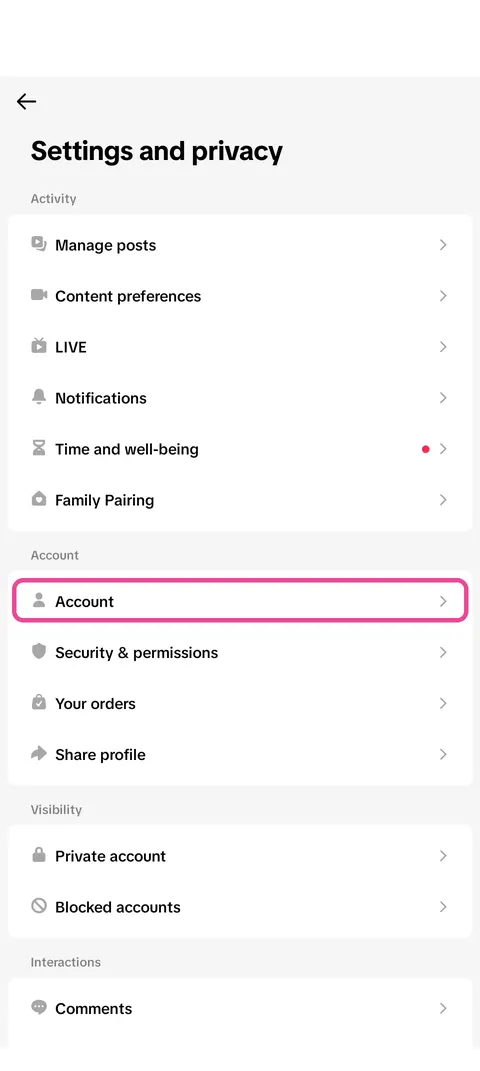 Settings and privacy
Activity
Manage posts
Content preferences
LIVE
Notifications
Time and well-being
Family Pairing
Account
Account
Security & permissions
Your orders
Share profile
Visibility
Private account
Blocked accounts
Interactions
Comments